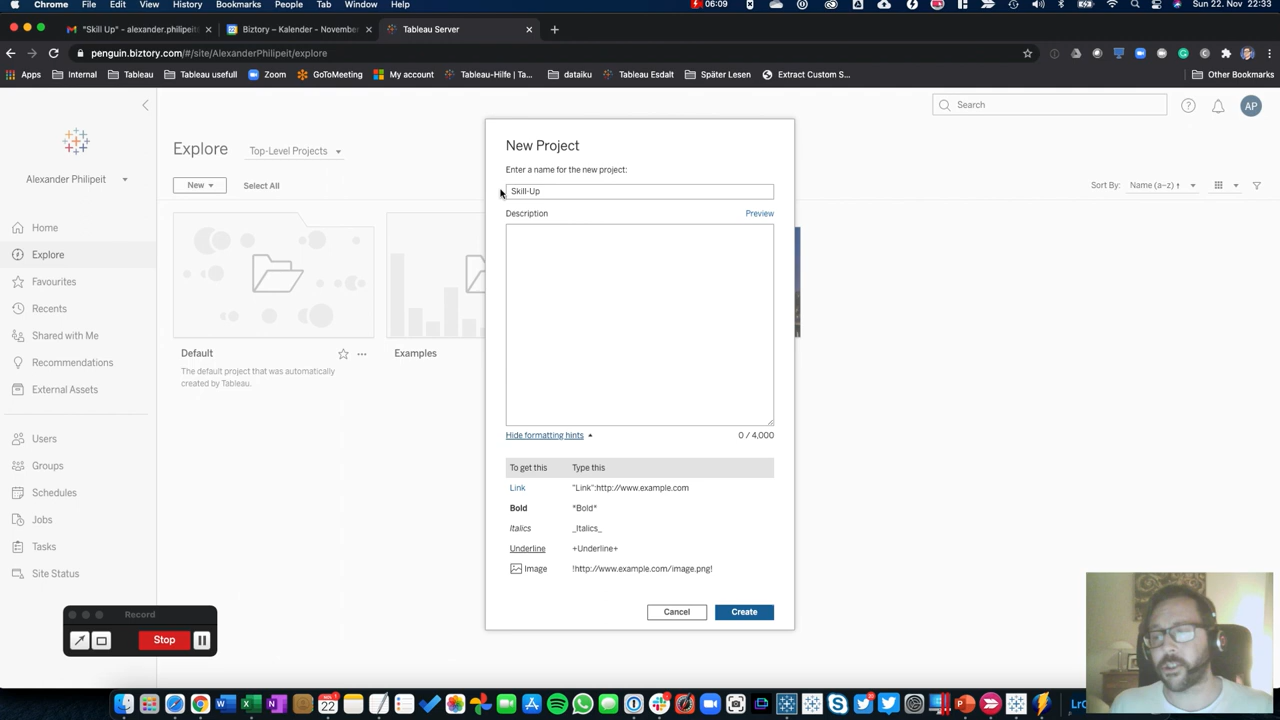 Chrome File Edit View History Bookmarks People Tab Window Help 06:09 Sun 22. Nov 22:33
"Skill Up" – alexander.philipeit@ Biztory – Kalender - November Tableau Server
penguin.biztory.com/#/site/AlexanderPhilipeit/explore
Apps Internal Tableau Tableau usefull Zoom GoToMeeting My account Tableau-Hilfe | Ta... dataiku Tableau Esdalt Später Lesen Extract Custom S... Other Bookmarks
Search
AP
New Project
Explore Top-Level Projects
Enter a name for the new project:
Alexander Philipeit
New Select All
Sort By: Name (a–z) ↑
Skill-Up
Description Preview
Home
Explore
Favourites
Recents
Shared with Me
Recommendations
External Assets
Users
Groups
Schedules
Jobs
Tasks
Site Status
Default
The default project that was automatically
created by Tableau.
Examples
Hide formatting hints 0 / 4,000
To get this Type this
Link "Link":http://www.example.com
Bold *Bold*
Italics _Italics_
Underline +Underline+
Image !http://www.example.com/image.png!
Cancel Create
Record
Stop
NOV
22